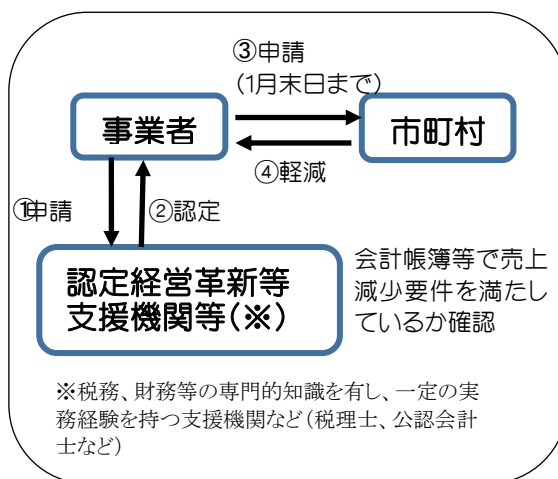 ③申請
(1月末日まで)
事業者
市町村
④軽減
①申請
②認定
認定経営革新等
支援機関等(※)
会計帳簿等で売上
減少要件を満たし
ているか確認
※税務、財務等の専門的知識を有し、一定の実
務経験を持つ支援機関など(税理士、公認会計
士など)